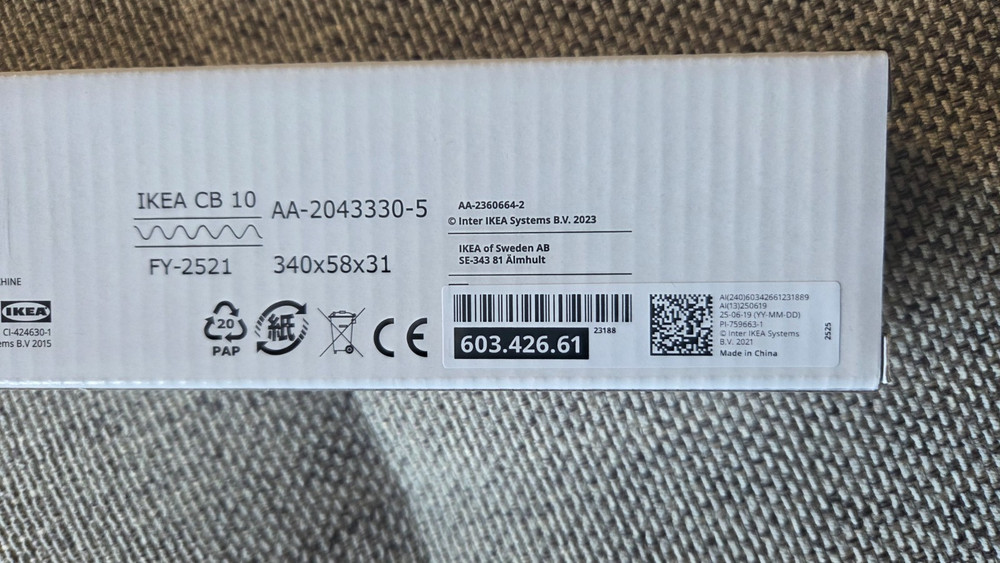 HINE
IKEA
CI-424630-1
ems B.V 2015
IKEA CB 10
FY-2521
AA-2043330-5
340x58x31
20
PAP
紙
CE
AA-2360664-2
© Inter IKEA Systems B.V. 2023
IKEA of Sweden AB
SE-343 81 Älmhult
23188
603.426.61
AI(240)60342661231889
AI(13)250619
25-06-19 (YY-MM-DD)
PI-759663-1
© Inter IKEA Systems
B.V. 2021
Made in China
2525